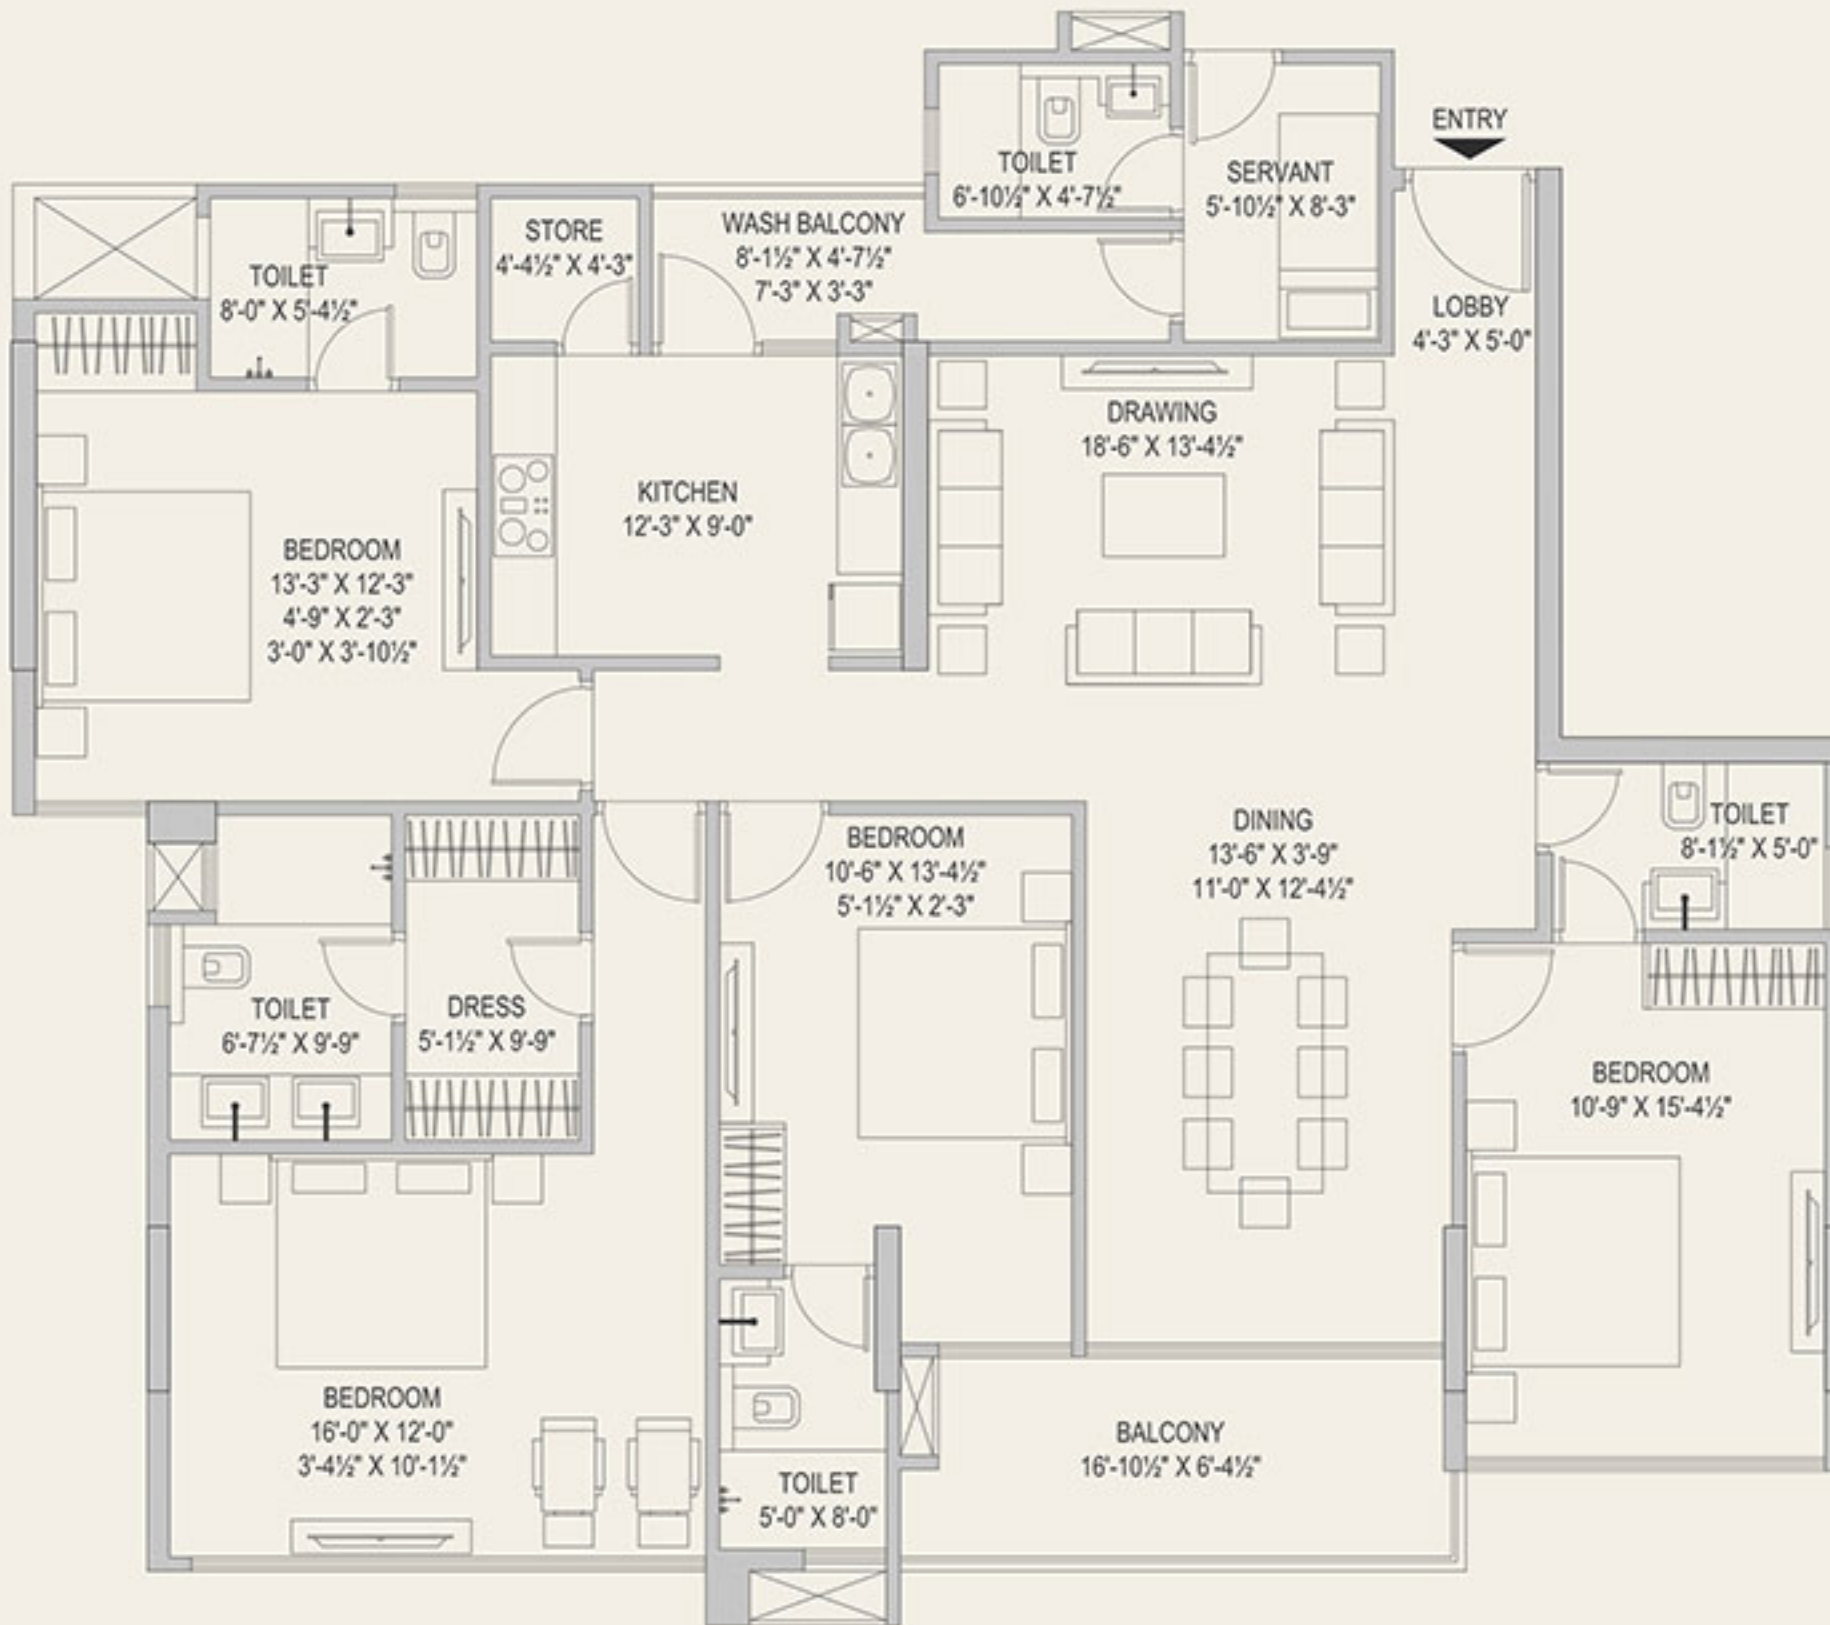 ENTRY
TOILET
6'-10½" X 4'-7½"
SERVANT
5'-10½" X 8'-3"
STORE
4'-4½" X 4'-3"
WASH BALCONY
8'-1½" X 4'-7½"
7'-3" X 3'-3"
TOILET
8'-0" X 5'-4½"
LOBBY
4'-3" X 5'-0"
DRAWING
18'-6" X 13'-4½"
KITCHEN
12'-3" X 9'-0"
BEDROOM
13'-3" X 12'-3"
4'-9" X 2'-3"
3'-0" X 3'-10½"
BEDROOM
10'-6" X 13'-4½"
5'-1½" X 2'-3"
DINING
13'-6" X 3'-9"
11'-0" X 12'-4½"
TOILET
8'-1½" X 5'-0"
TOILET
6'-7½" X 9'-9"
DRESS
5'-1½" X 9'-9"
BEDROOM
10'-9" X 15'-4½"
BEDROOM
16'-0" X 12'-0"
3'-4½" X 10'-1½"
BALCONY
16'-10½" X 6'-4½"
TOILET
5'-0" X 8'-0"